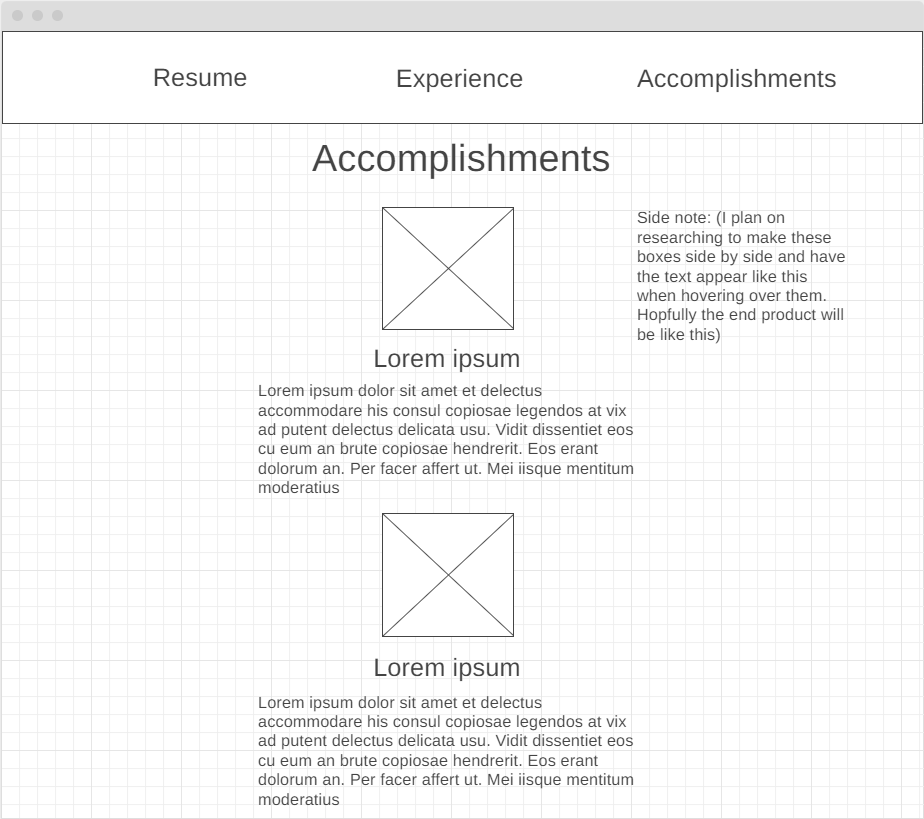 Resume Experience Accomplishments
Accomplishments
Side note: (I plan on
researching to make these
boxes side by side and have
the text appear like this
when hovering over them.
Hopfully the end product will
be like this)
Lorem ipsum
Lorem ipsum dolor sit amet et delectus
accommodare his consul copiosae legendos at vix
ad putent delectus delicata usu. Vidit dissentiet eos
cu eum an brute copiosae hendrerit. Eos erant
dolorum an. Per facer affert ut. Mei iisque mentitum
moderatius
Lorem ipsum
Lorem ipsum dolor sit amet et delectus
accommodare his consul copiosae legendos at vix
ad putent delectus delicata usu. Vidit dissentiet eos
cu eum an brute copiosae hendrerit. Eos erant
dolorum an. Per facer affert ut. Mei iisque mentitum
moderatius